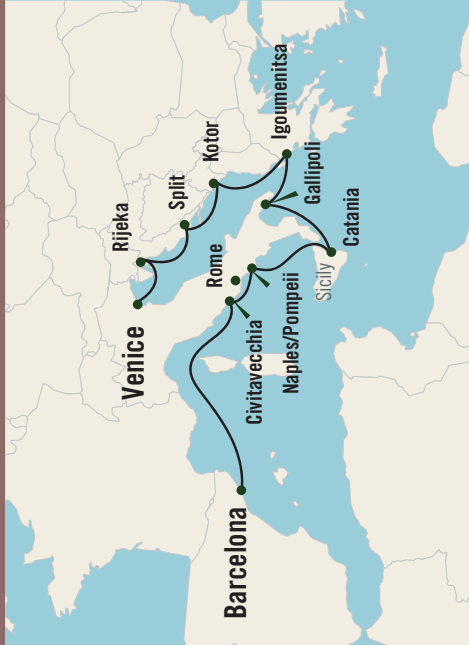 Venice
Rijeka
Split
Kotor
Igoumenitsa
Gallipoli
Catania
Sicily
Naples/Pompeii
Rome
Civitavecchia
Barcelona